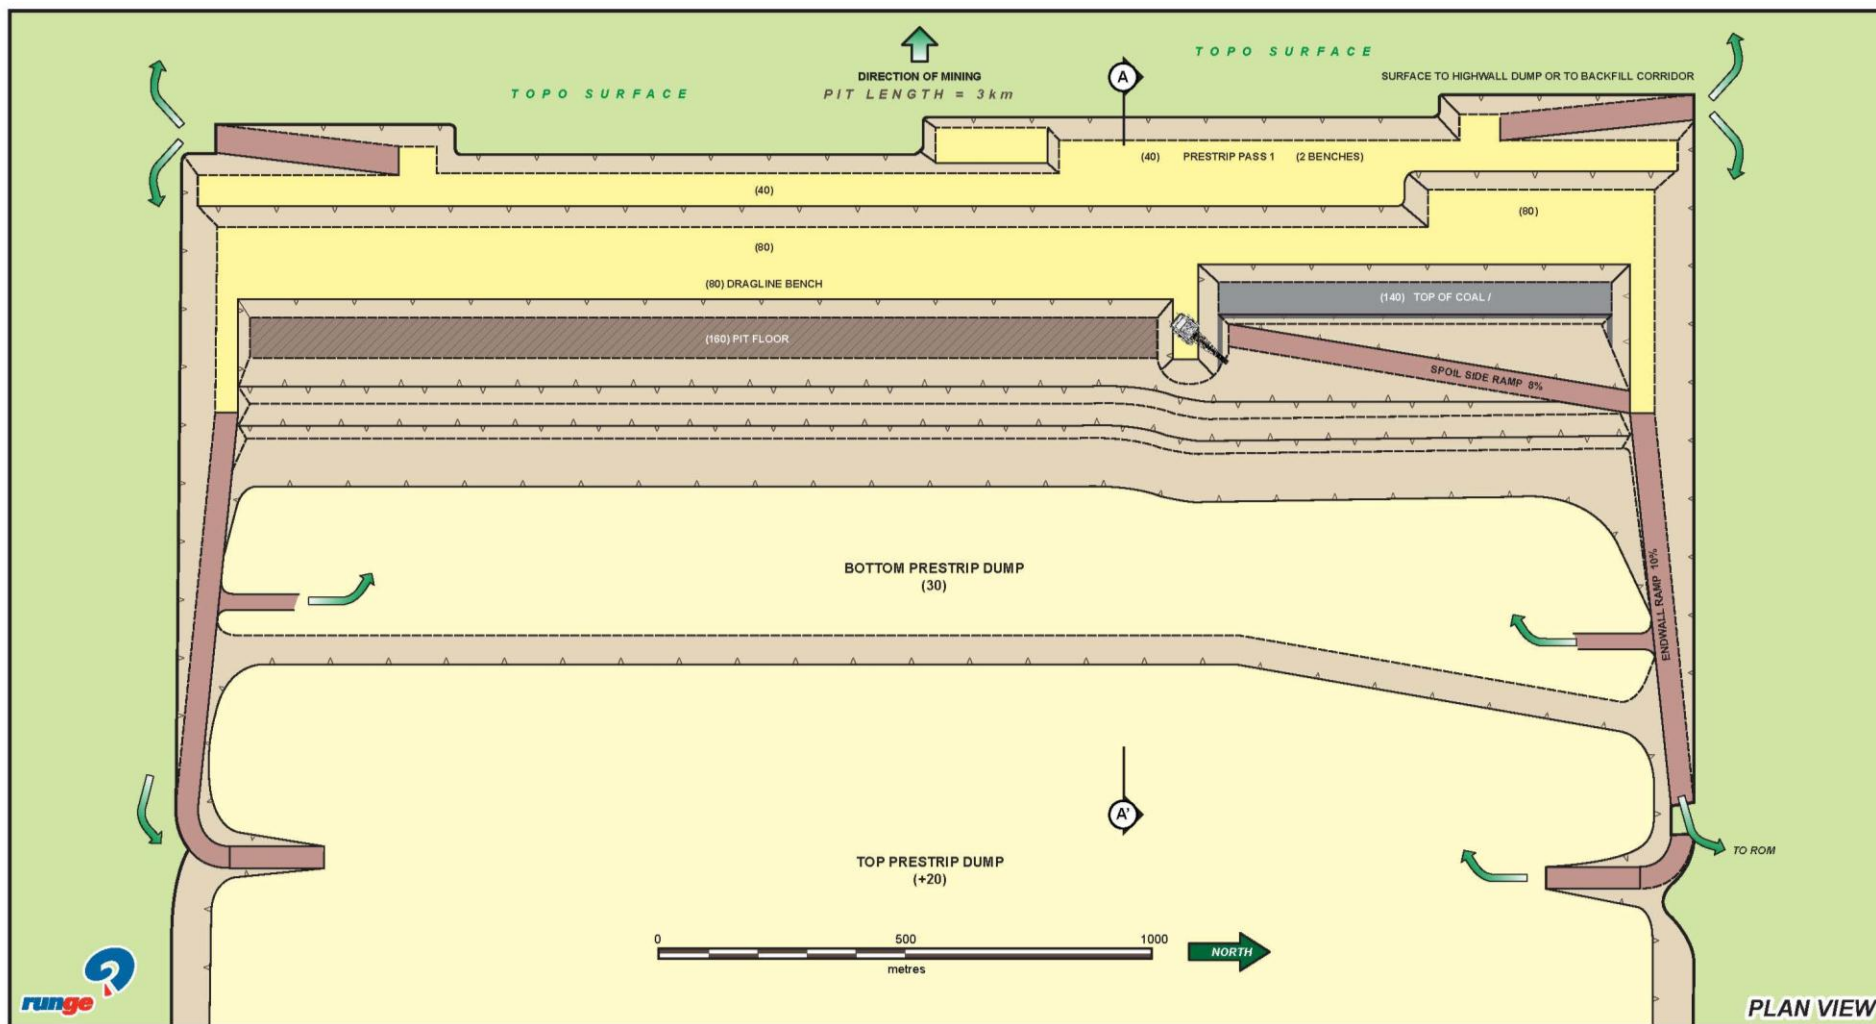 TOPO SURFACE
DIRECTION OF MINING
A
SURFACE TO HIGHWALL DUMP OR TO BACKFILL CORRIDOR
TOPO SURFACE
PIT LENGTH = 3km
(40) PRESTRIP PASS 1 (2 BENCHES)
(40)
(80)
(80)
(80) DRAGLINE BENCH
(140) TOP OF COAL /
(160) PIT FLOOR
SPOIL SIDE RAMP 8%
BOTTOM PRESTRIP DUMP
(30)
ENDWALL RAMP 10%
A'
TO ROM
TOP PRESTRIP DUMP
(+20)
0 500 1000
metres
NORTH
runge
PLAN VIEW